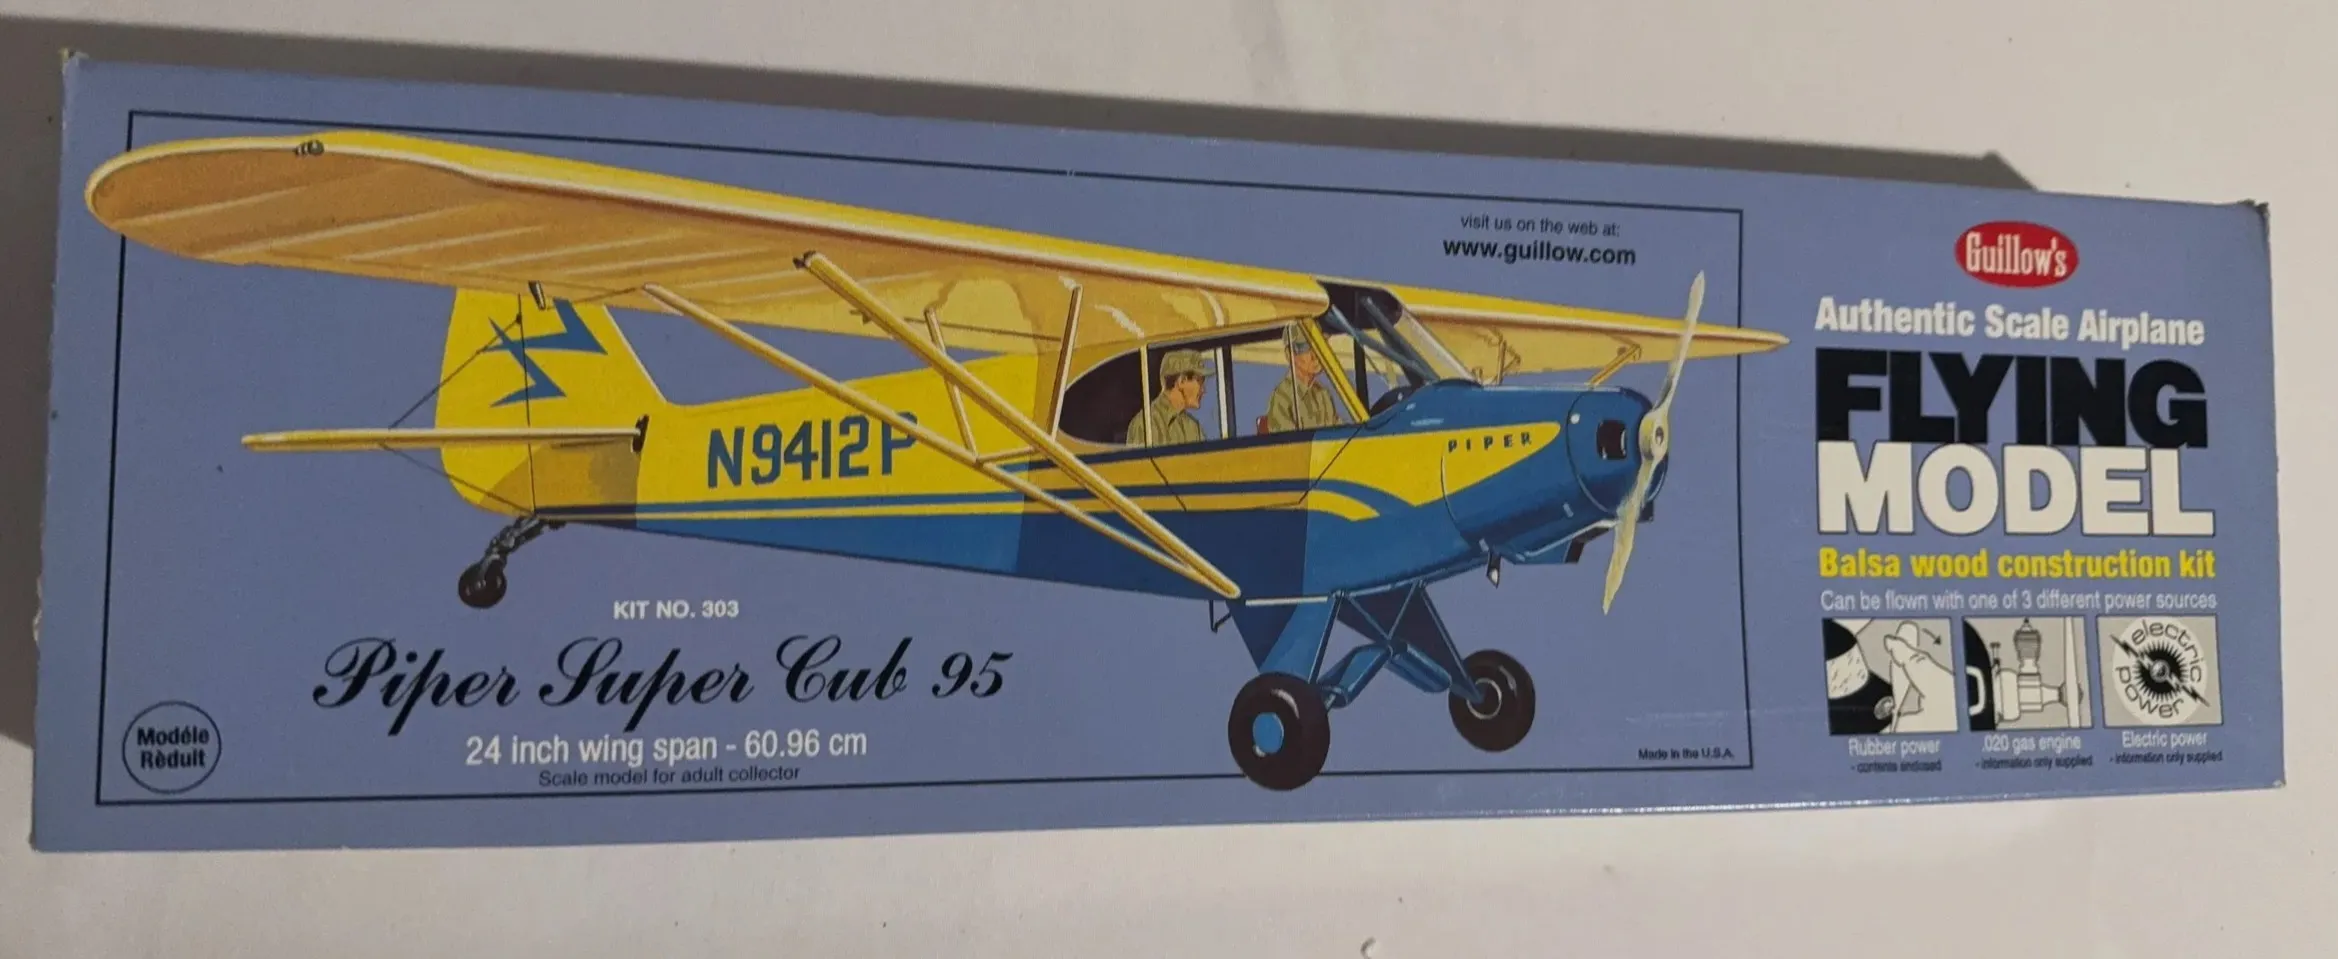 visit us on the web at:
www.guillow.com
N9412P
PIPER
KIT NO. 303
Piper Super Cub 95
24 inch wing span - 60.96 cm
Scale model for adult collector
Modéle
Rèduit
Made in the U.S.A.
Guillow's
Authentic Scale Airplane
FLYING
MODEL
Balsa wood construction kit
Can be flown with one of 3 different power sources
electric
power
Rubber power
- contents enclosed
.020 gas engine
- information only supplied
Electric power
- information only supplied